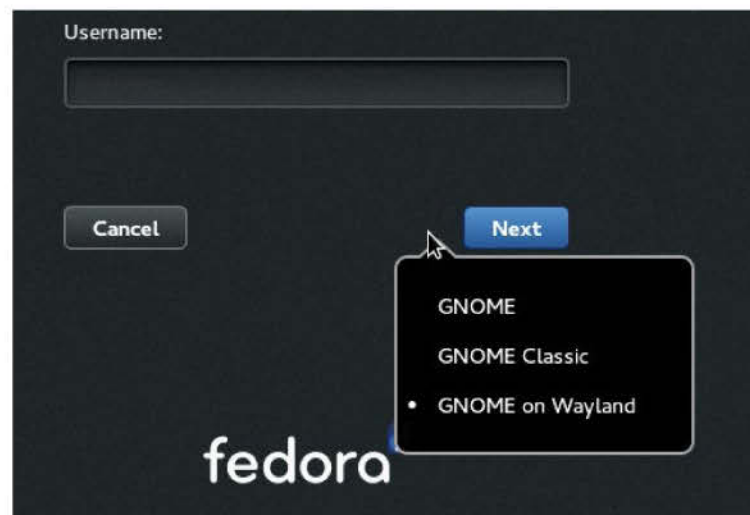 Username:
Cancel
Next
GNOME
GNOME Classic
GNOME on Wayland
fedora